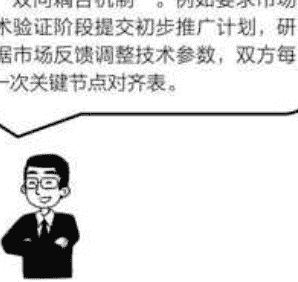 双向耦合机制"。例如要求市场
术验证阶段提交初步推广计划，研
据市场反馈调整技术参数，双方每
一次关键节点对齐表。